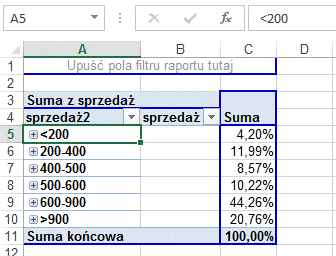 A5 fx <200
A B C D
1 Upuść pola filtru raportu tutaj
2
3 Suma z sprzedaż
4 sprzedaż2 sprzedaż Suma
5 <200 4,20%
6 200-400 11,99%
7 400-500 8,57%
8 500-600 10,22%
9 600-900 44,26%
10 >900 20,76%
11 Suma końcowa 100,00%
12